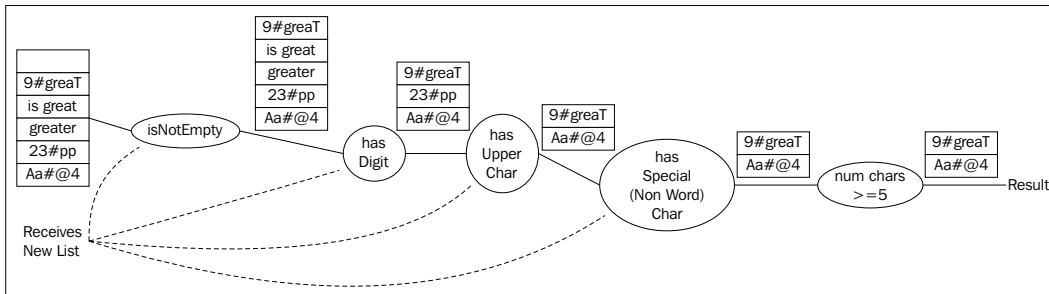 9#greaT
is great
greater
23#pp
Aa#@4
isNotEmpty
9#greaT
is great
greater
23#pp
Aa#@4
has
Digit
9#greaT
23#pp
Aa#@4
has
Upper
Char
9#greaT
Aa#@4
has
Special
(Non Word)
Char
9#greaT
Aa#@4
num chars
>=5
9#greaT
Aa#@4
Result
Receives
New List